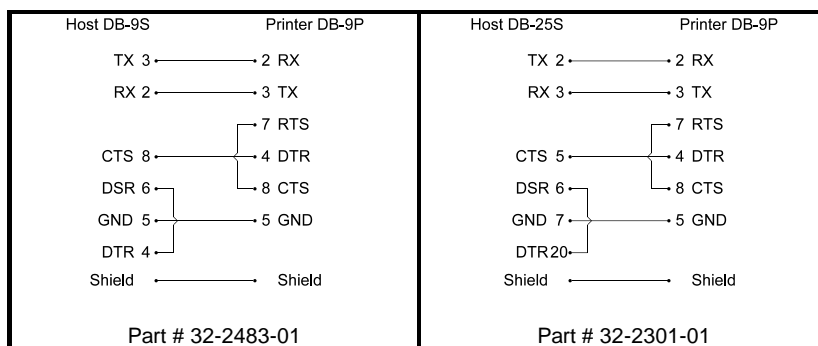 Host DB-9S Printer DB-9P
TX 3 2 RX
RX 2 3 TX
7 RTS
CTS 8 4 DTR
DSR 6 8 CTS
GND 5 5 GND
DTR 4
Shield Shield
Part # 32-2483-01
Host DB-25S Printer DB-9P
TX 2 2 RX
RX 3 3 TX
7 RTS
CTS 5 4 DTR
DSR 6 8 CTS
GND 7 5 GND
DTR 20
Shield Shield
Part # 32-2301-01